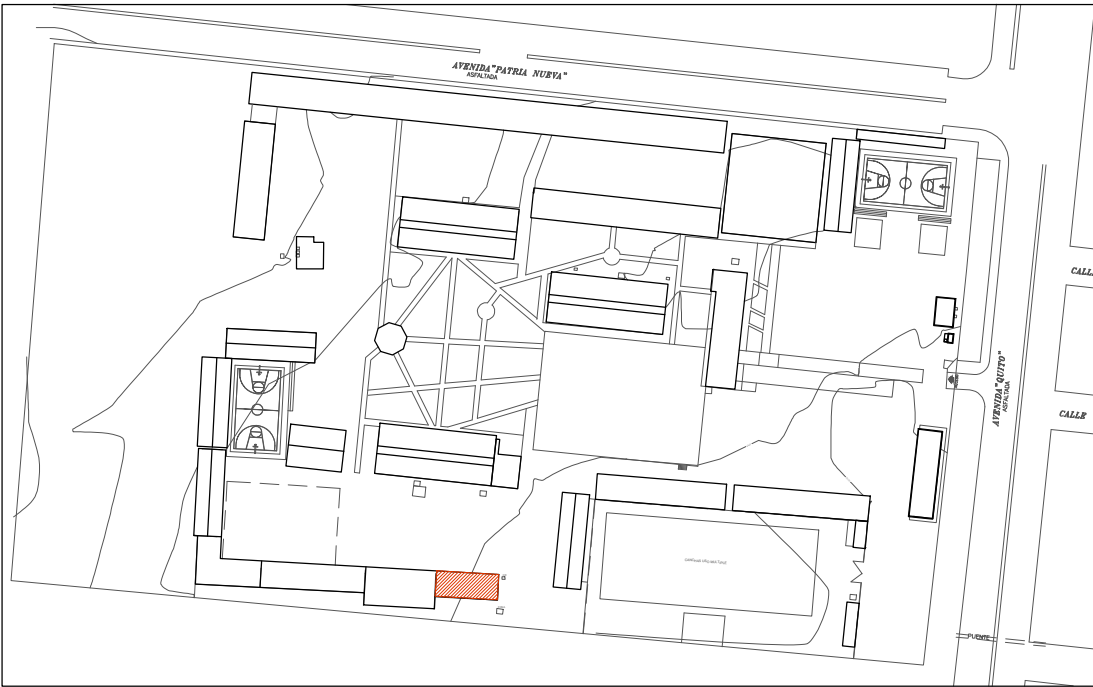 AVENIDA "PATRIA NUEVA"
ASFALTADA
CALL
AVENIDA "QUITO"
ASFALTADA
CALLE
PUENTE